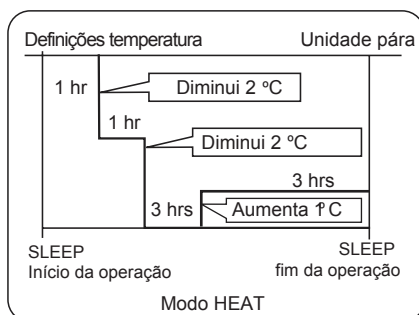 Definições temperatura Unidade pára
1 hr Diminui 2 ºC
1 hr
Diminui 2 ºC
3 hrs
3 hrs Aumenta 1ºC
SLEEP SLEEP
Início da operação fim da operação
Modo HEAT